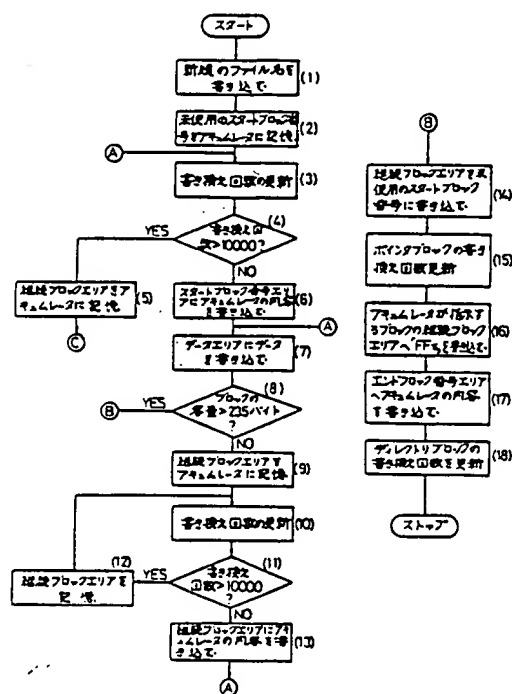 スタート
新規のファイル名を
書き込む
(1)
未使用のスタートブロック番
号をアキュムレータに記憶
(2)
A
書き換え回数の更新
(3)
(4)
書き換え回
数>10000?
YES
NO
継続ブロックエリアをア
キュムレータに記憶
(5)
C
スタートブロック番号エリ
アにアキュムレータの内容
を書き込む
(6)
A
データエリアにデータ
を書き込む
(7)
(8)
ブロックの
容量>235バイト
?
YES
B
NO
継続ブロックエリアを
アキュムレータに記憶
(9)
書き換え回数の更新
(10)
(11)
書き換え
回数>10000
?
YES
NO
(12)
継続ブロックエリアを
記憶
継続ブロックエリアにアキ
ュムレータの内容を書き
込む
(13)
A
B
継続ブロックエリアを未
使用のスタートブロック
番号に書き込む
(14)
ポインタブロックの書き
換え回数更新
(15)
アキュムレータが指示す
るブロックの継続ブロック
エリアへ"FF"を書き込む
(16)
エンドブロック番号エリア
へアキュムレータの内容
を書き込む
(17)
ディレクトリブロックの
書き換え回数を更新
(18)
ストップ